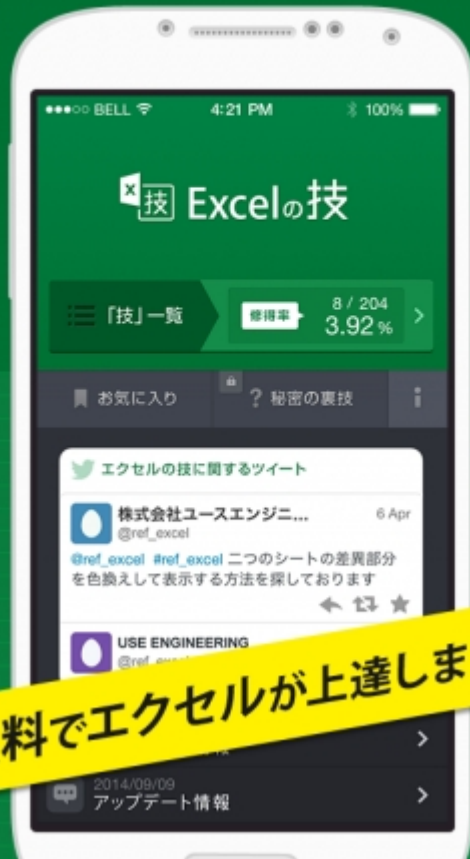 BELL 4:21 PM 100%
X 技 Excelの技
「技」一覧 修得率 8 / 204
3.92 %
お気に入り ? 秘密の裏技 i
エクセルの技に関するツイート
株式会社ユースエンジニ... 6 Apr
@ref_excel
@ref_excel #ref_excel 二つのシートの差異部分
を色換えして表示する方法を探しております
USE ENGINEERING
料でエクセルが上達しま
2014/09/09
アップデート情報